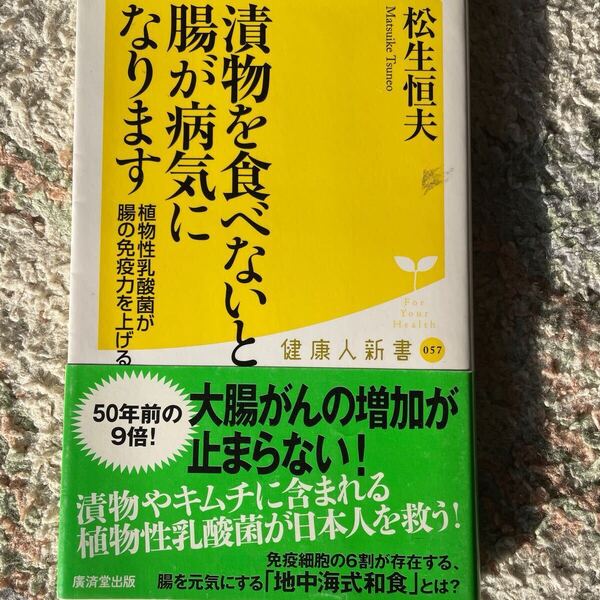 松生恒夫
Matsuike Tsuneo
漬物を食べないと
腸が病気に
なります
植物性乳酸菌が
腸の免疫力を上げる
For
Your
Health
健康人新書
057
50年前の
9倍!
大腸がんの増加が
止まらない!
漬物やキムチに含まれる
植物性乳酸菌が日本人を救う!
免疫細胞の6割が存在する、
腸を元気にする「地中海式和食」とは?
廣済堂出版